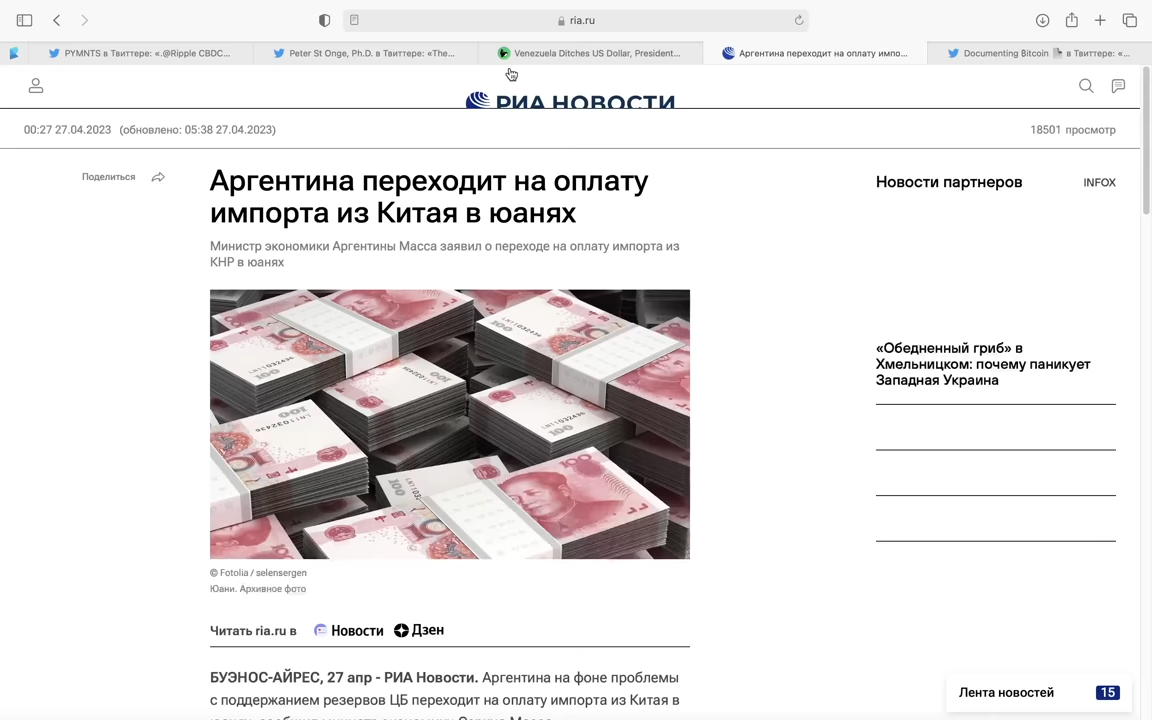 ria.ru
PYMNTS в Твиттере: «.@Ripple CBDC...
Peter St Onge, Ph.D. в Твиттере: «The...
Venezuela Ditches US Dollar, President...
Аргентина переходит на оплату импо...
Documenting Bitcoin в Твиттере: «...
РИА НОВОСТИ
00:27 27.04.2023 (обновлено: 05:38 27.04.2023)
18501 просмотр
Поделиться
Аргентина переходит на оплату
импорта из Китая в юанях
Министр экономики Аргентины Масса заявил о переходе на оплату импорта из
КНР в юанях
© Fotolia / selensergen
Юани. Архивное фото
Читать ria.ru в
Новости
Дзен
БУЭНОС-АЙРЕС, 27 апр - РИА Новости. Аргентина на фоне проблемы
с поддержанием резервов ЦБ переходит на оплату импорта из Китая в
Новости партнеров
INFOX
«Обедненный гриб» в
Хмельницком: почему паникует
Западная Украина
Лента новостей
15